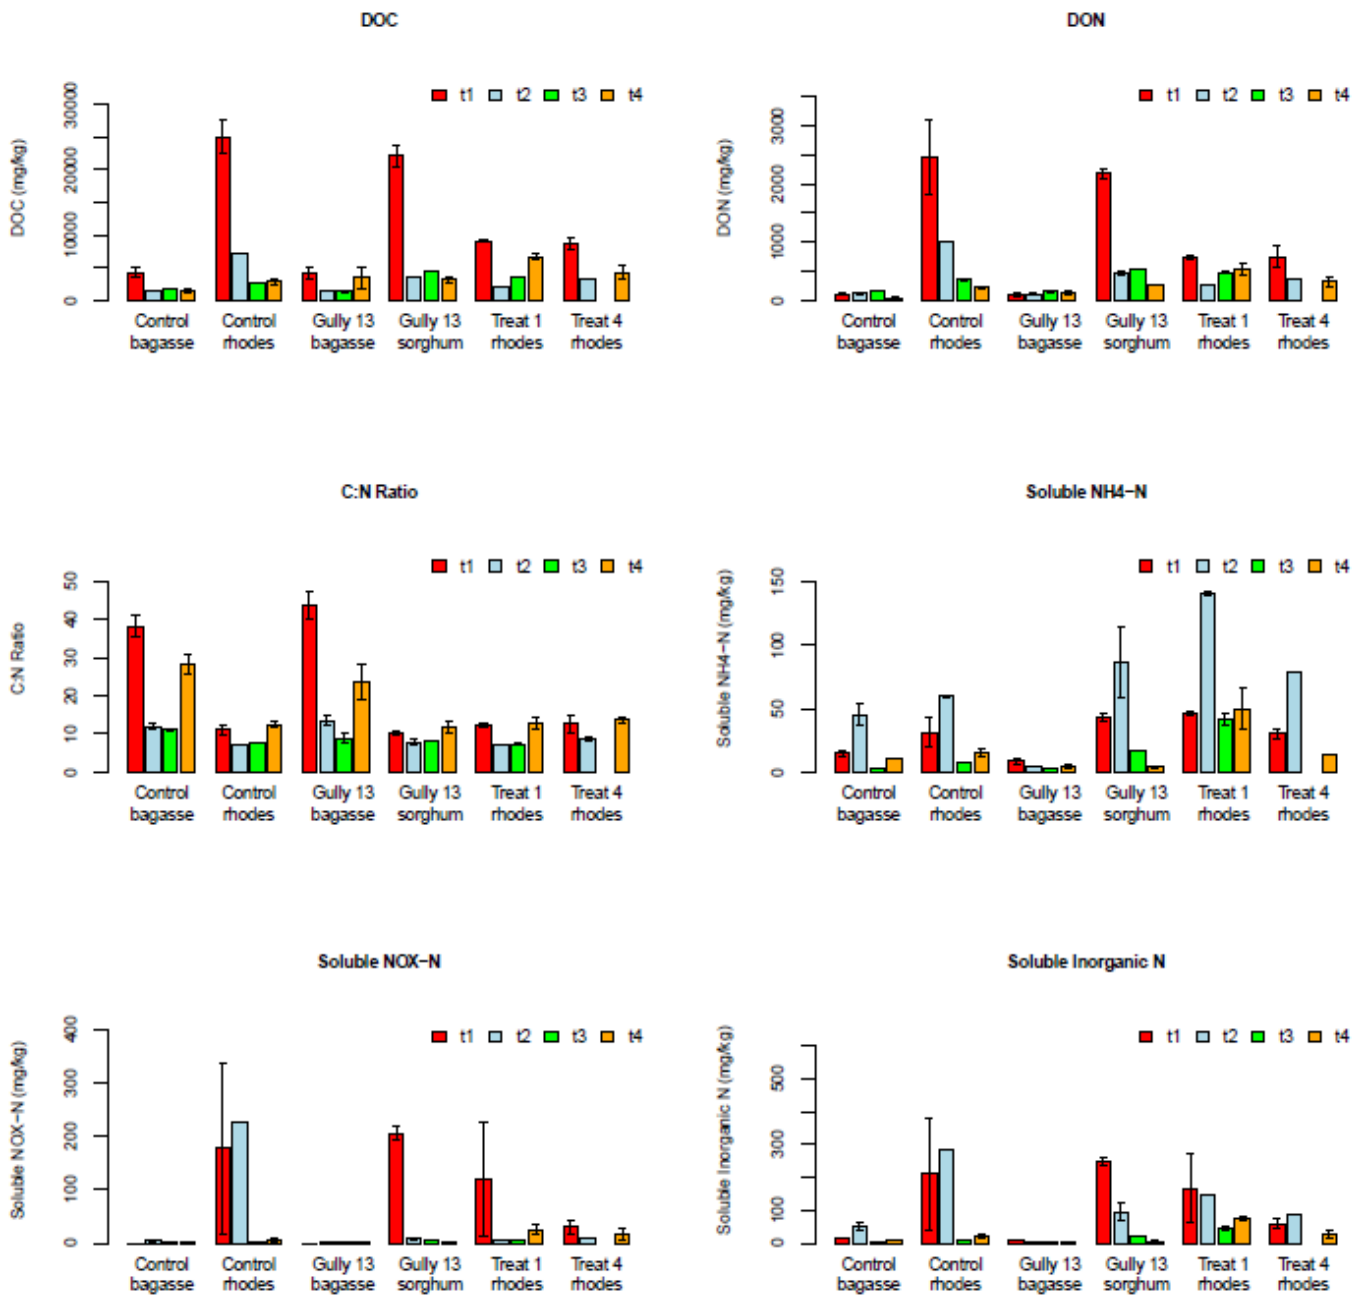 DOC
DOC (mg/kg)
0 10000 20000 30000
t1 t2 t3 t4
Control bagasse
Control rhodes
Gully 13 bagasse
Gully 13 sorghum
Treat 1 rhodes
Treat 4 rhodes
DON
DON (mg/kg)
0 1000 2000 3000
t1 t2 t3 t4
Control bagasse
Control rhodes
Gully 13 bagasse
Gully 13 sorghum
Treat 1 rhodes
Treat 4 rhodes
C:N Ratio
C:N Ratio
0 10 20 30 40 50
t1 t2 t3 t4
Control bagasse
Control rhodes
Gully 13 bagasse
Gully 13 sorghum
Treat 1 rhodes
Treat 4 rhodes
Soluble NH4−N
Soluble NH4−N (mg/kg)
0 50 100 150
t1 t2 t3 t4
Control bagasse
Control rhodes
Gully 13 bagasse
Gully 13 sorghum
Treat 1 rhodes
Treat 4 rhodes
Soluble NOX−N
Soluble NOX−N (mg/kg)
0 100 200 300 400
t1 t2 t3 t4
Control bagasse
Control rhodes
Gully 13 bagasse
Gully 13 sorghum
Treat 1 rhodes
Treat 4 rhodes
Soluble Inorganic N
Soluble Inorganic N (mg/kg)
0 100 300 500
t1 t2 t3 t4
Control bagasse
Control rhodes
Gully 13 bagasse
Gully 13 sorghum
Treat 1 rhodes
Treat 4 rhodes